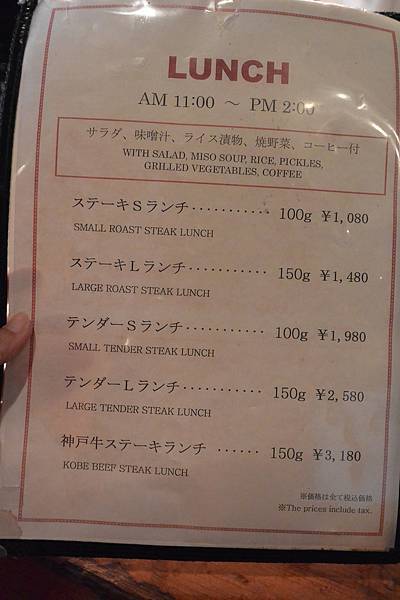 LUNCH
AM 11:00 ～ PM 2:00
サラダ、味噌汁、ライス漬物、焼野菜、コーヒー付
WITH SALAD, MISO SOUP, RICE, PICKLES,
GRILLED VEGETABLES, COFFEE
ステーキSランチ・・・・・・・・・・・ 100g ￥1,080
SMALL ROAST STEAK LUNCH
ステーキLランチ・・・・・・・・・・・ 150g ￥1,480
LARGE ROAST STEAK LUNCH
テンダーSランチ・・・・・・・・・・・ 100g ￥1,980
SMALL TENDER STEAK LUNCH
テンダーLランチ・・・・・・・・・・・ 150g ￥2,580
LARGE TENDER STEAK LUNCH
神戸牛ステーキランチ ・・・・・・ 150g ￥3,180
KOBE BEEF STEAK LUNCH
※価格は全て税込価格
※The prices include tax.